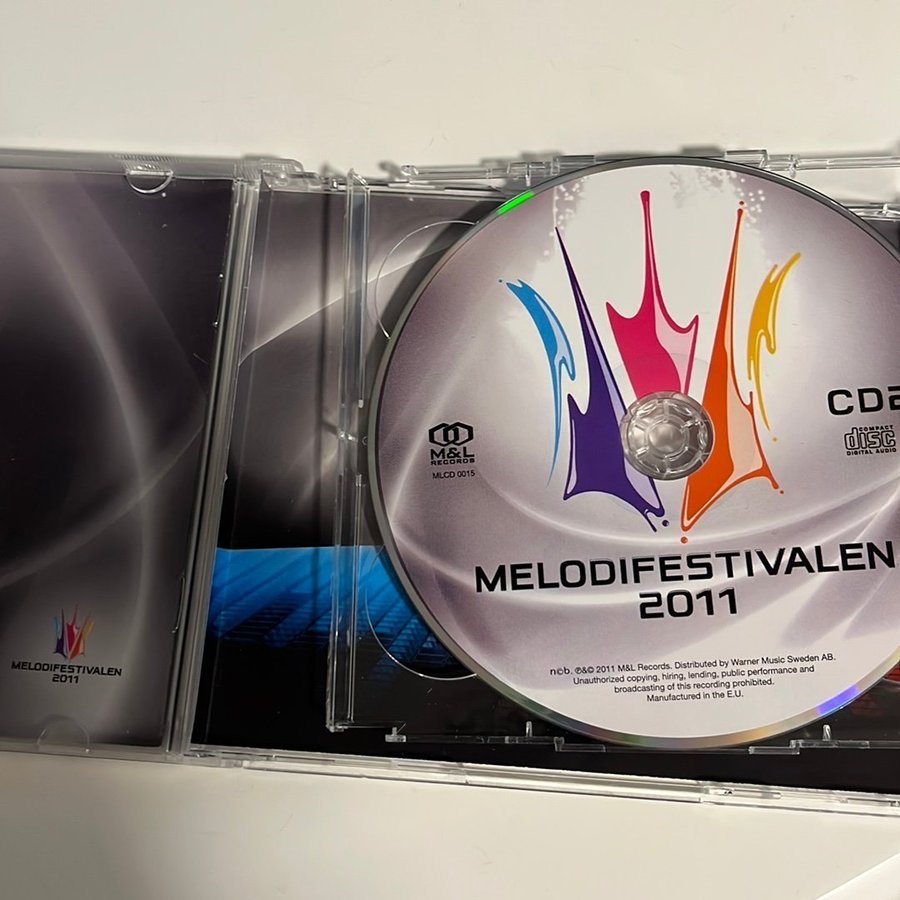 MELODIFESTIVALEN
2011
CD2
COMPACT
disc
DIGITAL AUDIO
M&L
RECORDS
MLCD 0015
MELODIFESTIVALEN
2011
n©b. ℗&© 2011 M&L Records. Distributed by Warner Music Sweden AB.
Unauthorized copying, hiring, lending, public performance and
broadcasting of this recording prohibited.
Manufactured in the E.U.